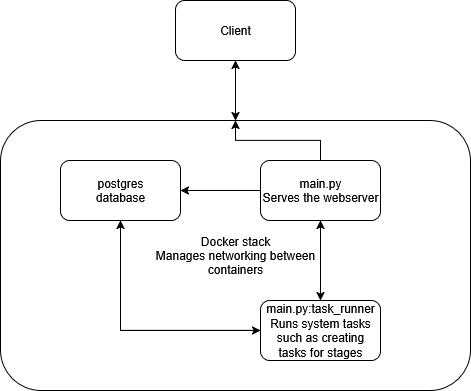 Client
postgres
database
main.py
Serves the webserver
Docker stack
Manages networking between
containers
main.py:task_runner
Runs system tasks
such as creating
tasks for stages